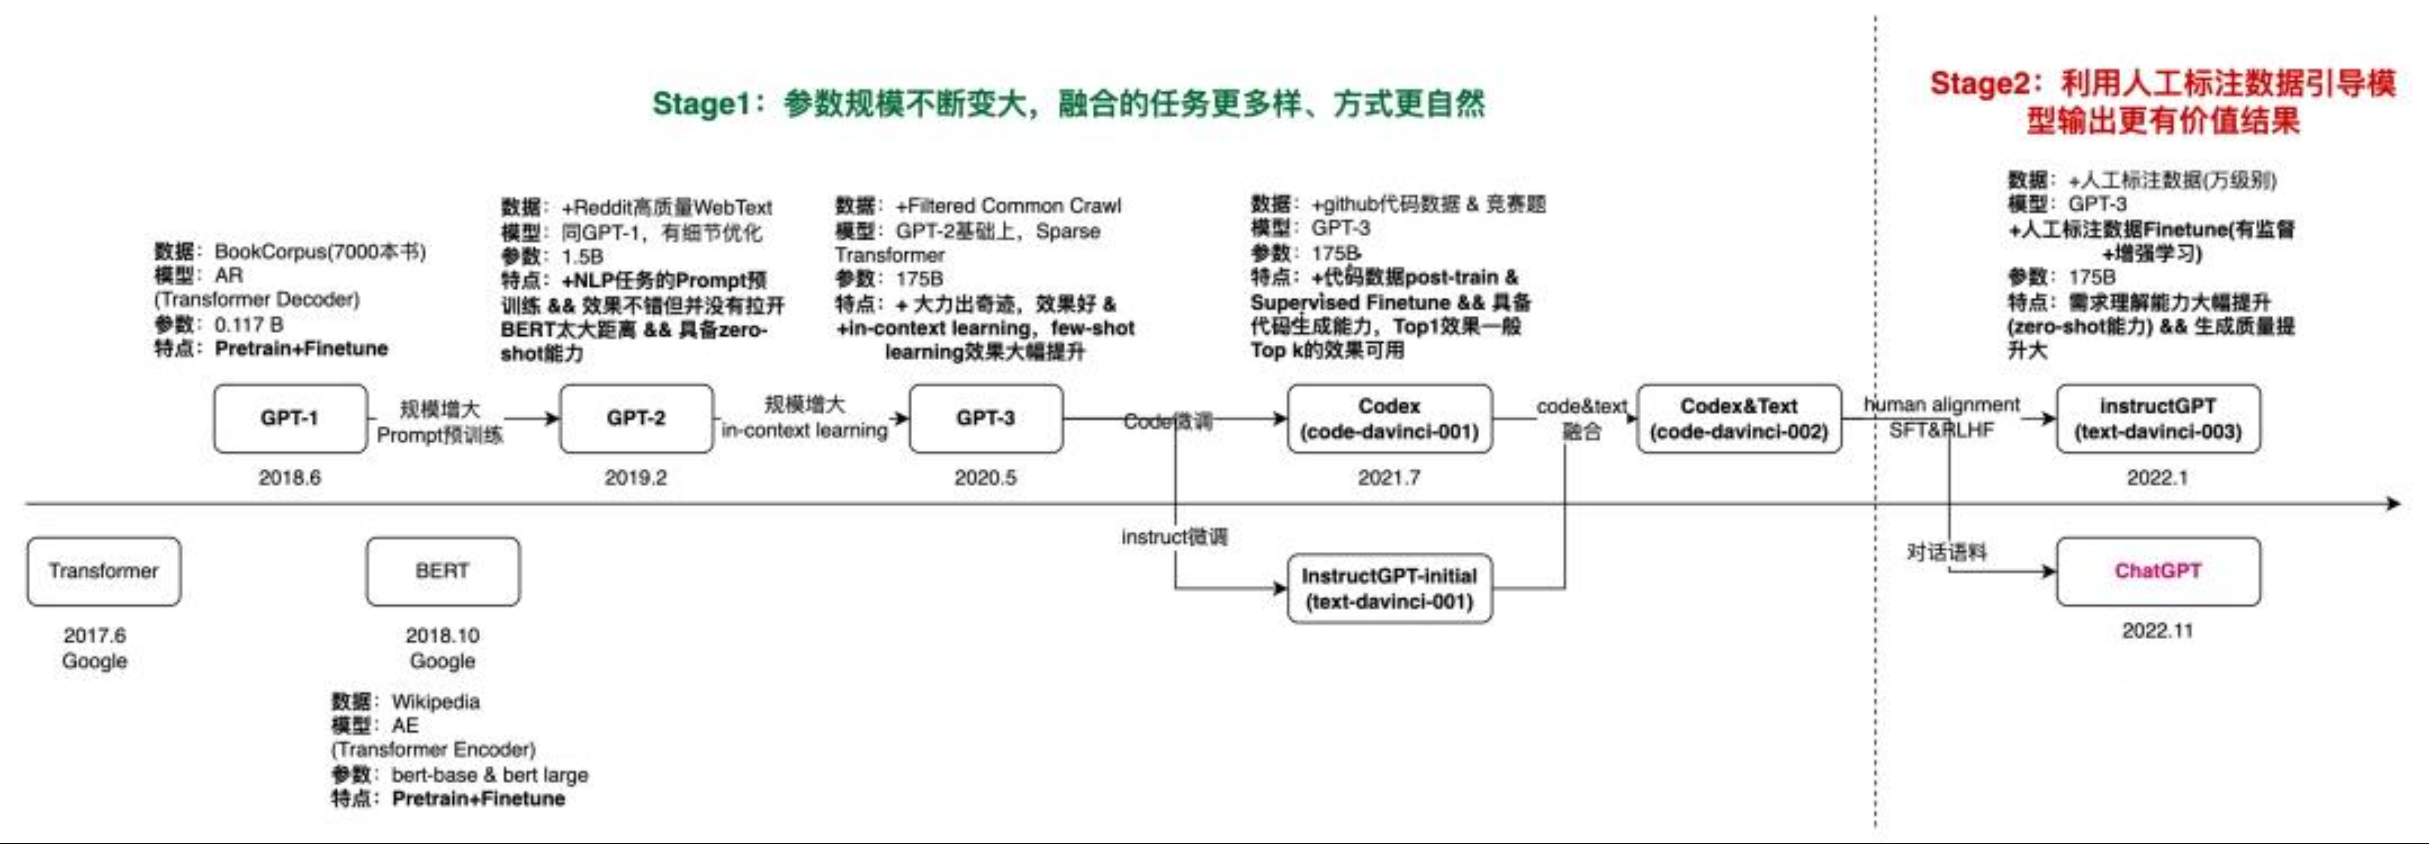 Stage1：参数规模不断变大，融合的任务更多样、方式更自然
Stage2：利用人工标注数据引导模
型输出更有价值结果
数据：BookCorpus(7000本书)
模型：AR
(Transformer Decoder)
参数：0.117 B
特点：Pretrain+Finetune
数据：+Reddit高质量WebText
模型：同GPT-1，有细节优化
参数：1.5B
特点：+NLP任务的Prompt预
训练 && 效果不错但并没有拉开
BERT太大距离 && 具备zero-
shot能力
数据：+Filtered Common Crawl
模型：GPT-2基础上，Sparse
Transformer
参数：175B
特点：+ 大力出奇迹，效果好 &
+in-context learning，few-shot
learning效果大幅提升
数据：+github代码数据 & 竞赛题
模型：GPT-3
参数：175B
特点：+代码数据post-train &
Supervised Finetune && 具备
代码生成能力，Top1效果一般
Top k的效果可用
数据：+人工标注数据(万级别)
模型：GPT-3
+人工标注数据Finetune(有监督
+增强学习)
参数：175B
特点：需求理解能力大幅提升
(zero-shot能力) && 生成质量提
升大
GPT-1
规模增大
Prompt预训练
GPT-2
规模增大
in-context learning
GPT-3
Code微调
Codex
(code-davinci-001)
code&text
融合
Codex&Text
(code-davinci-002)
human alignment
SFT&RLHF
instructGPT
(text-davinci-003)
2018.6
2019.2
2020.5
2021.7
2022.1
instruct微调
InstructGPT-initial
(text-davinci-001)
对话语料
ChatGPT
2022.11
Transformer
2017.6
Google
BERT
2018.10
Google
数据：Wikipedia
模型：AE
(Transformer Encoder)
参数：bert-base & bert large
特点：Pretrain+Finetune